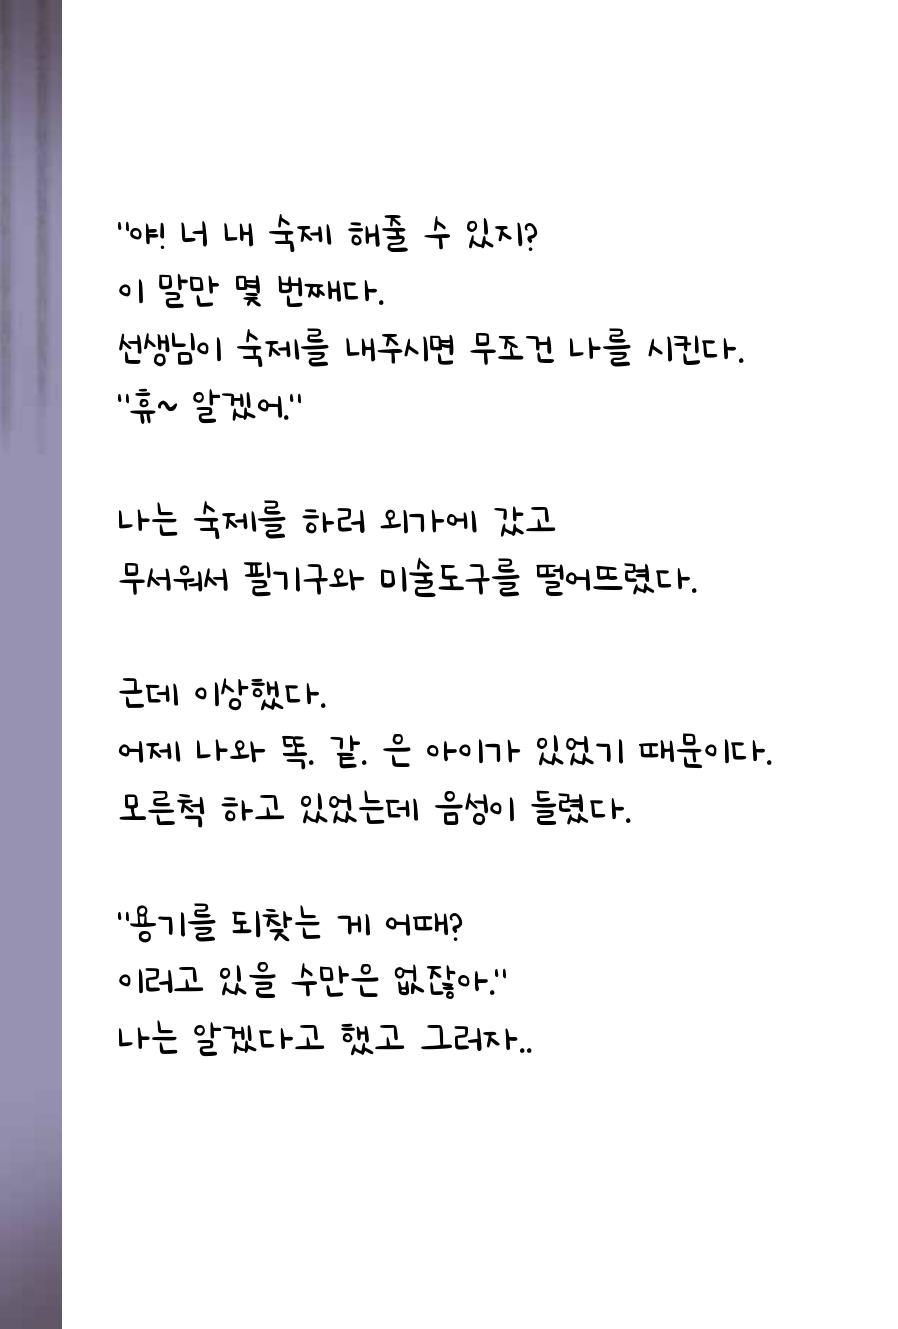 "야! 너 내 숙제 해줄 수 있지?
이 말만 몇 번째다.
선생님이 숙제를 내주시면 무조건 나를 시킨다.
"휴~ 알겠어."
나는 숙제를 하러 외가에 갔고
무서워서 필기구와 미술도구를 떨어뜨렸다.
근데 이상했다.
어제 나와 똑. 같. 은 아이가 있었기 때문이다.
모른척 하고 있었는데 음성이 들렸다.
"용기를 되찾는 게 어때?
이러고 있을 수만은 없잖아."
나는 알겠다고 했고 그러자..